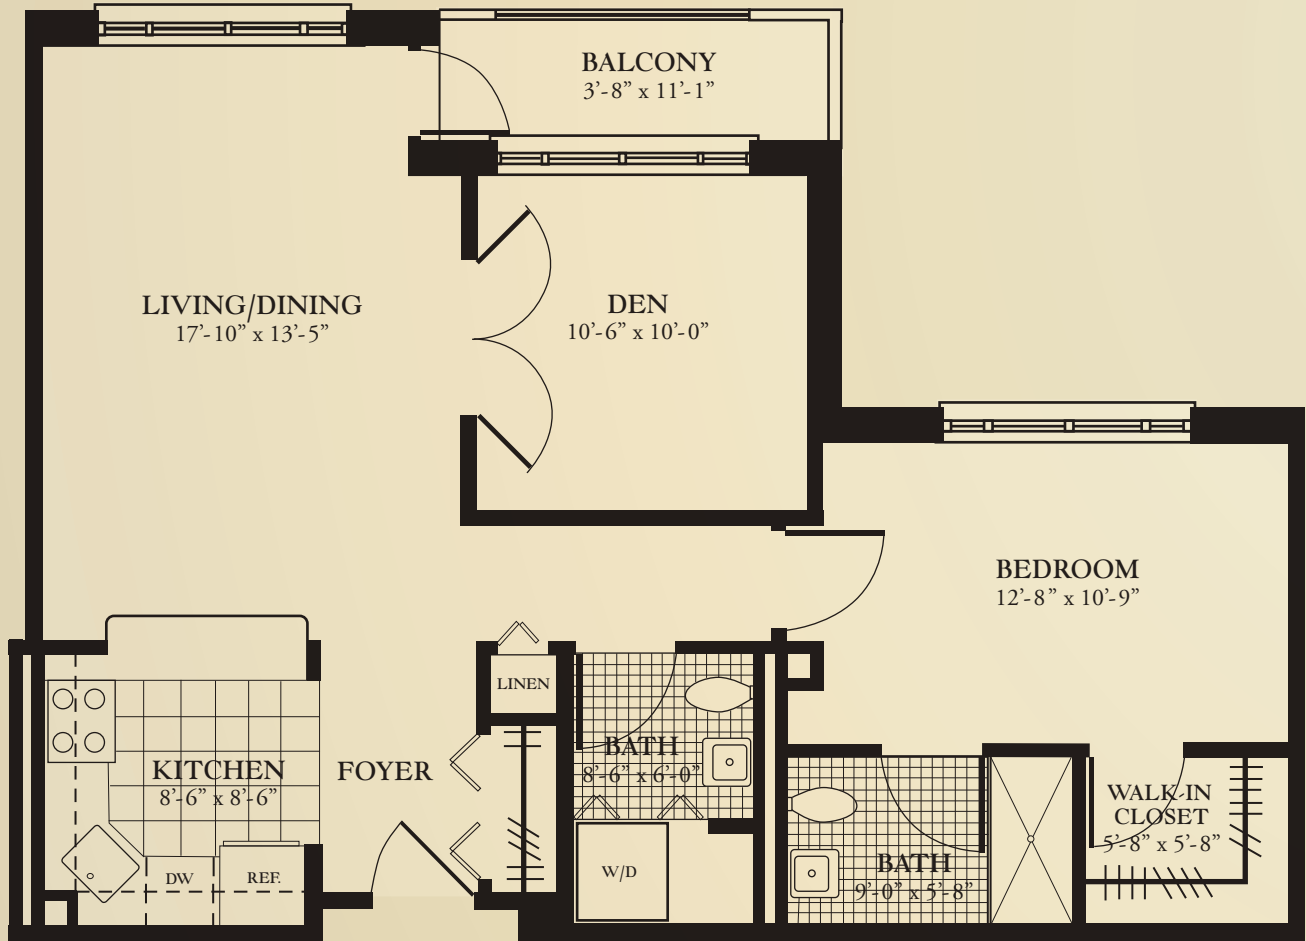 BALCONY
3’-8” x 11’-1”
LIVING/DINING
17’-10” x 13’-5”
DEN
10’-6” x 10’-0”
BEDROOM
12’-8” x 10’-9”
LINEN
BATH
8’-6” x 6’-0”
KITCHEN
8’-6” x 8’-6”
FOYER
WALK-IN
CLOSET
5’-8” x 5’-8”
BATH
9’-0” x 5’-8”
DW
REF.
W/D